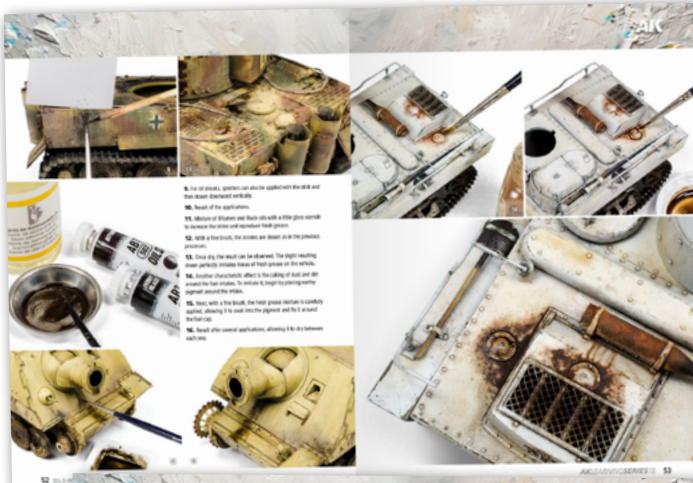 AK
9. For oil streaks, spatters can also be applied with the stick and
then drawn downward vertically.
10. Result of the applications.
11. Mixture of Bitumen and Black oils with a little gloss varnish
to increase the shine and reproduce fresh grease.
12. With a fine brush, the strokes are drawn as in the previous
processes.
13. Once dry, the result can be observed. The slight resulting
sheen perfectly imitates traces of fresh grease on the vehicle.
14. Another characteristic effect is the caking of dust and dirt
around the fuel intakes. To imitate it, begin by placing earthy
pigment around the intake.
15. Next, with a fine brush, the fresh grease mixture is carefully
applied, allowing it to soak into the pigment and fix it around
the fuel cap.
16. Result after several applications, allowing it to dry between
each one.
OILS
52
AKLEARNINGSERIES
53